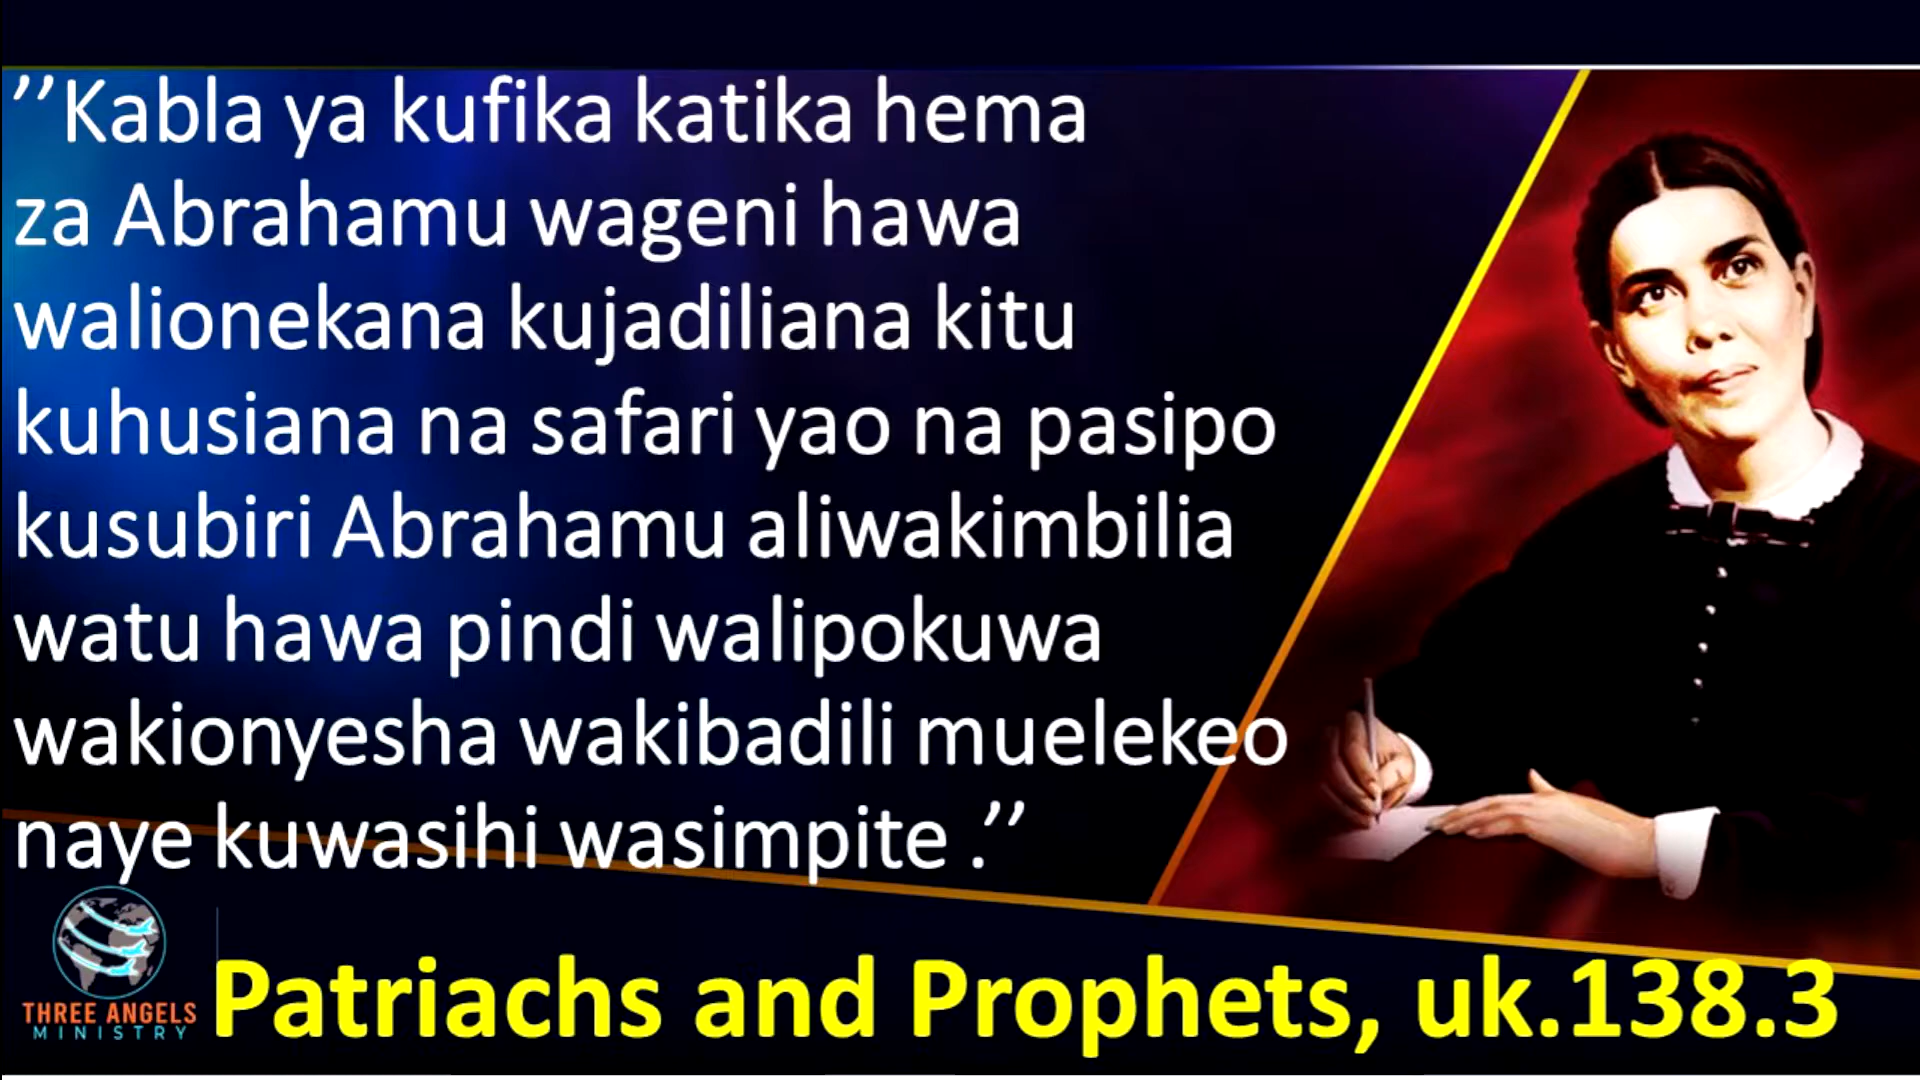 ’’Kabla ya kufika katika hema
za Abrahamu wageni hawa
walionekana kujadiliana kitu
kuhusiana na safari yao na pasipo
kusubiri Abrahamu aliwakimbilia
watu hawa pindi walipokuwa
wakionyesha wakibadili muelekeo
naye kuwasihi wasimpite .’’
THREE ANGELS
MINISTRY
Patriachs and Prophets, uk.138.3